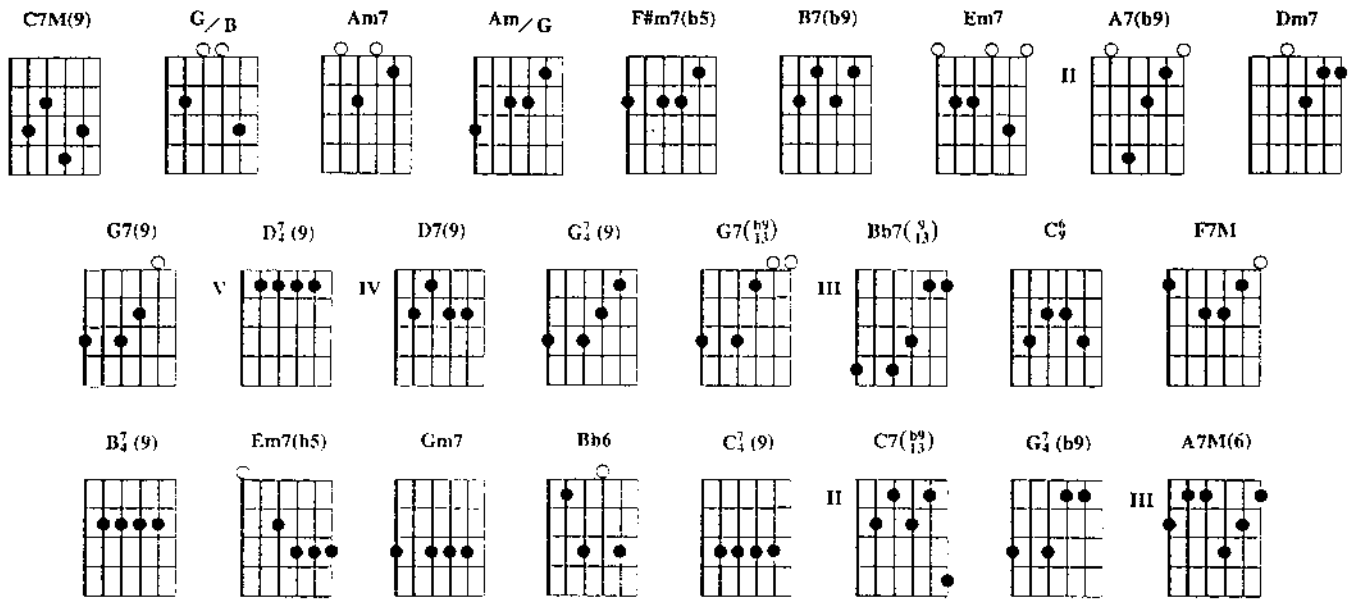 C7M(9) G/B Am7 Am/G F#m7(b5) B7(b9) Em7 A7(b9) Dm7
II
G7(9) D7/4 (9) D7(9) G7/4 (9) G7(b9/13) Bb7(9/13) C6/9 F7M
V IV III
B7/4 (9) Em7(b5) Gm7 Bb6 C7/4 (9) C7(b9/13) G7/4 (b9) A7M(6)
II III